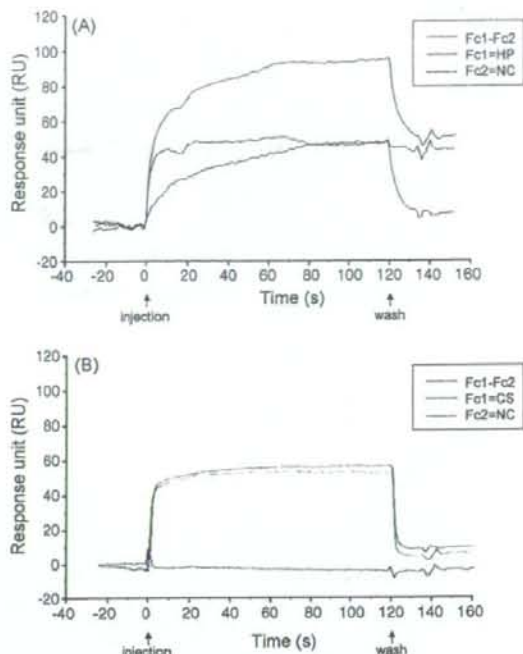 (A)
Response unit (RU)
120
100
80
60
40
20
0
-20
-40 -20 0 20 40 60 80 100 120 140 160
Time (s)
injection
wash
Fc1-Fc2
Fc1=HP
Fc2=NC
(B)
Response unit (RU)
120
100
80
60
40
20
0
-20
-40 -20 0 20 40 60 80 100 120 140 160
Time (s)
injection
wash
Fc1-Fc2
Fc1=CS
Fc2=NC